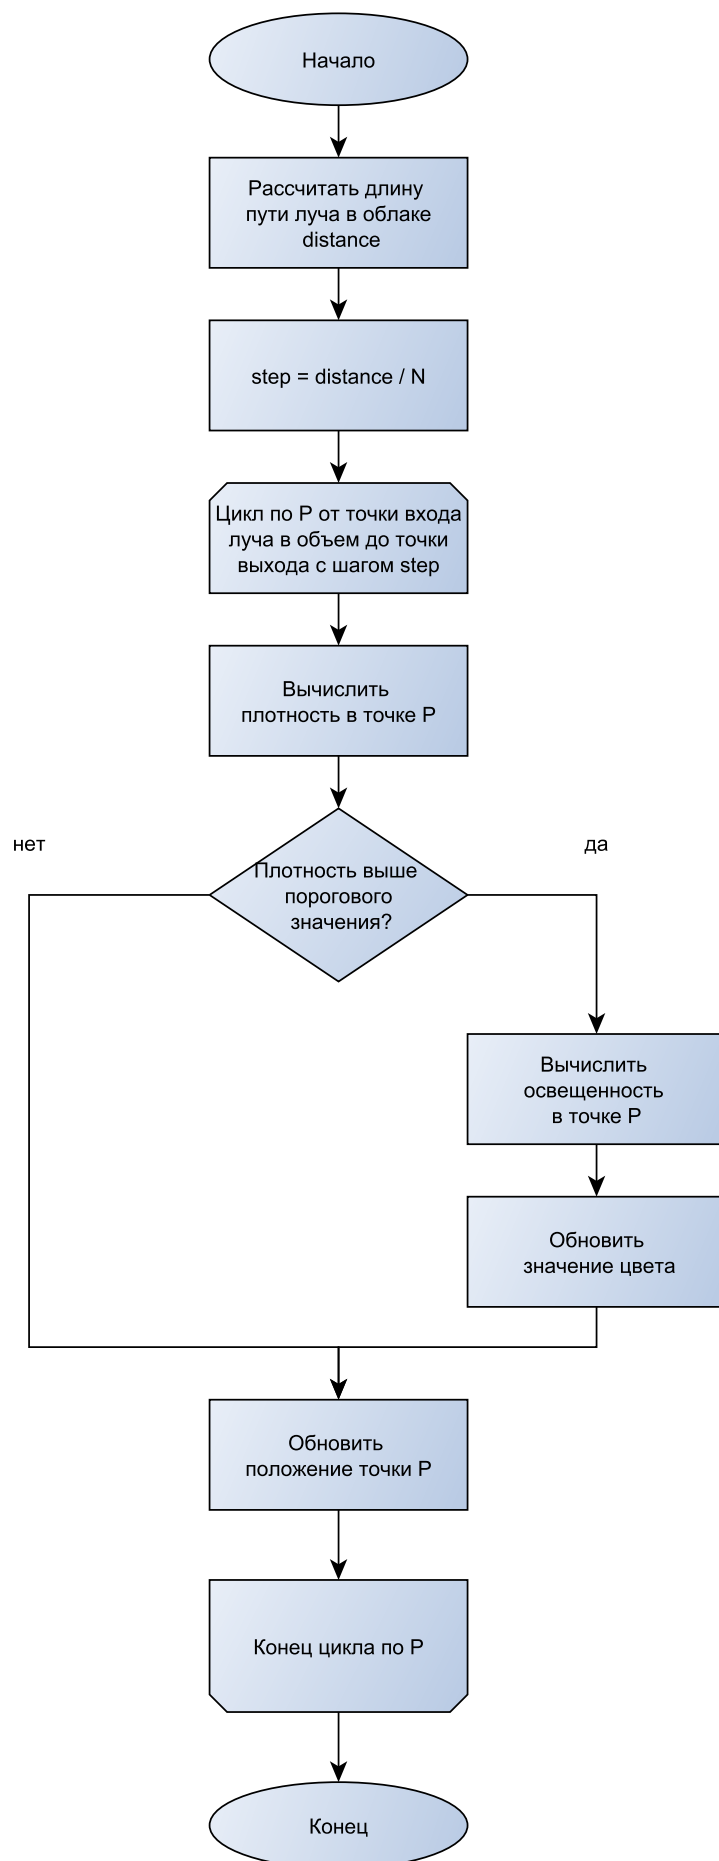 Начало
Рассчитать длину
пути луча в облаке
distance
step = distance / N
Цикл по P от точки входа
луча в объем до точки
выхода с шагом step
Вычислить
плотность в точке P
нет
да
Плотность выше
порогового
значения?
Вычислить
освещенность
в точке P
Обновить
значение цвета
Обновить
положение точки P
Конец цикла по P
Конец